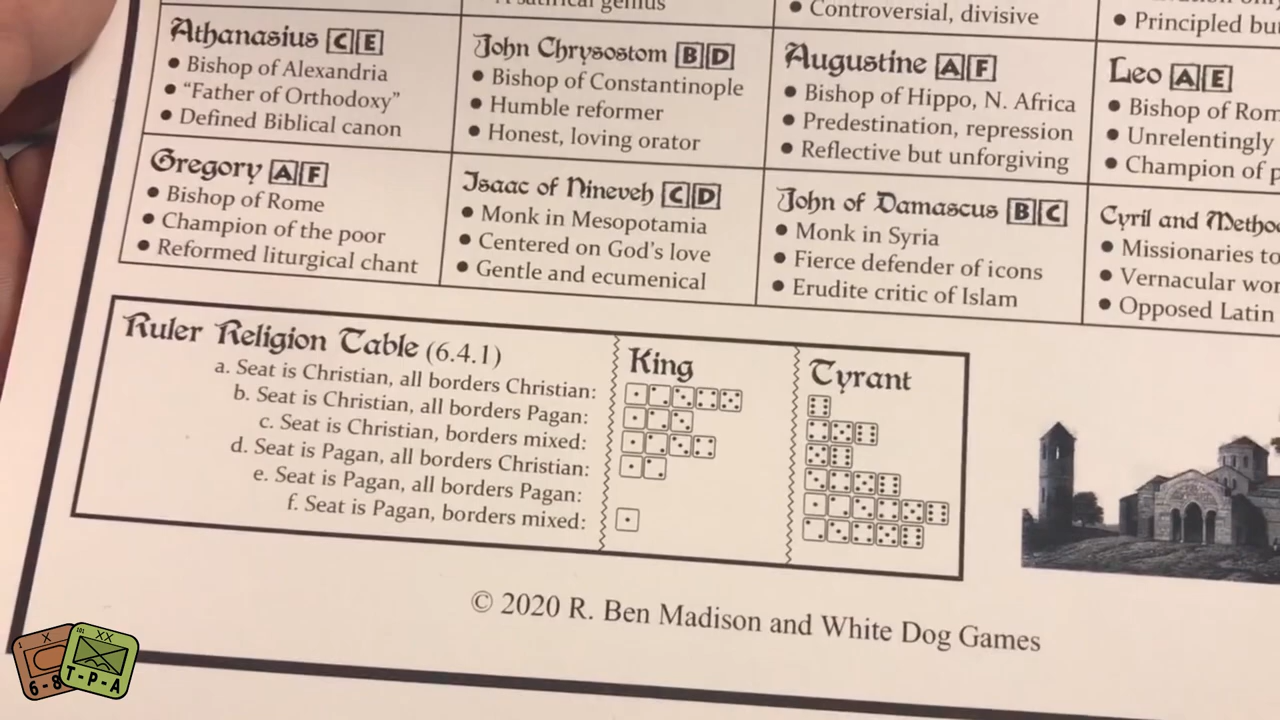 Controversial, divisive
Principled but
Athanasius C E
Bishop of Alexandria
“Father of Orthodoxy”
Defined Biblical canon
John Chrysostom B D
Bishop of Constantinople
Humble reformer
Honest, loving orator
Augustine A F
Bishop of Hippo, N. Africa
Predestination, repression
Reflective but unforgiving
Leo A E
Bishop of Rom
Unrelentingly
Champion of p
Gregory A F
Bishop of Rome
Champion of the poor
Reformed liturgical chant
Isaac of Nineveh C D
Monk in Mesopotamia
Centered on God’s love
Gentle and ecumenical
John of Damascus B C
Monk in Syria
Fierce defender of icons
Erudite critic of Islam
Cyril and Metho
Missionaries to
Vernacular wor
Opposed Latin
Ruler Religion Table (6.4.1)
King
Tyrant
a. Seat is Christian, all borders Christian:
b. Seat is Christian, all borders Pagan:
c. Seat is Christian, borders mixed:
d. Seat is Pagan, all borders Christian:
e. Seat is Pagan, all borders Pagan:
f. Seat is Pagan, borders mixed:
© 2020 R. Ben Madison and White Dog Games
X
6-8
XX
T-P-A